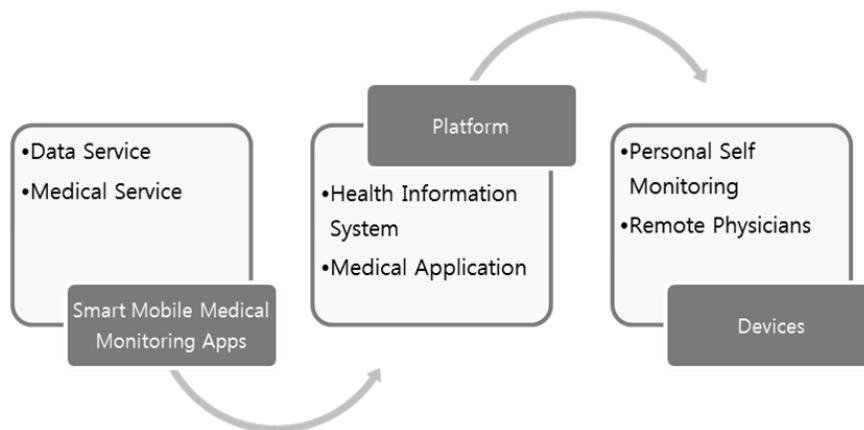 •Data Service
•Medical Service
Smart Mobile Medical
Monitoring Apps
Platform
•Health Information
System
•Medical Application
•Personal Self
Monitoring
•Remote Physicians
Devices